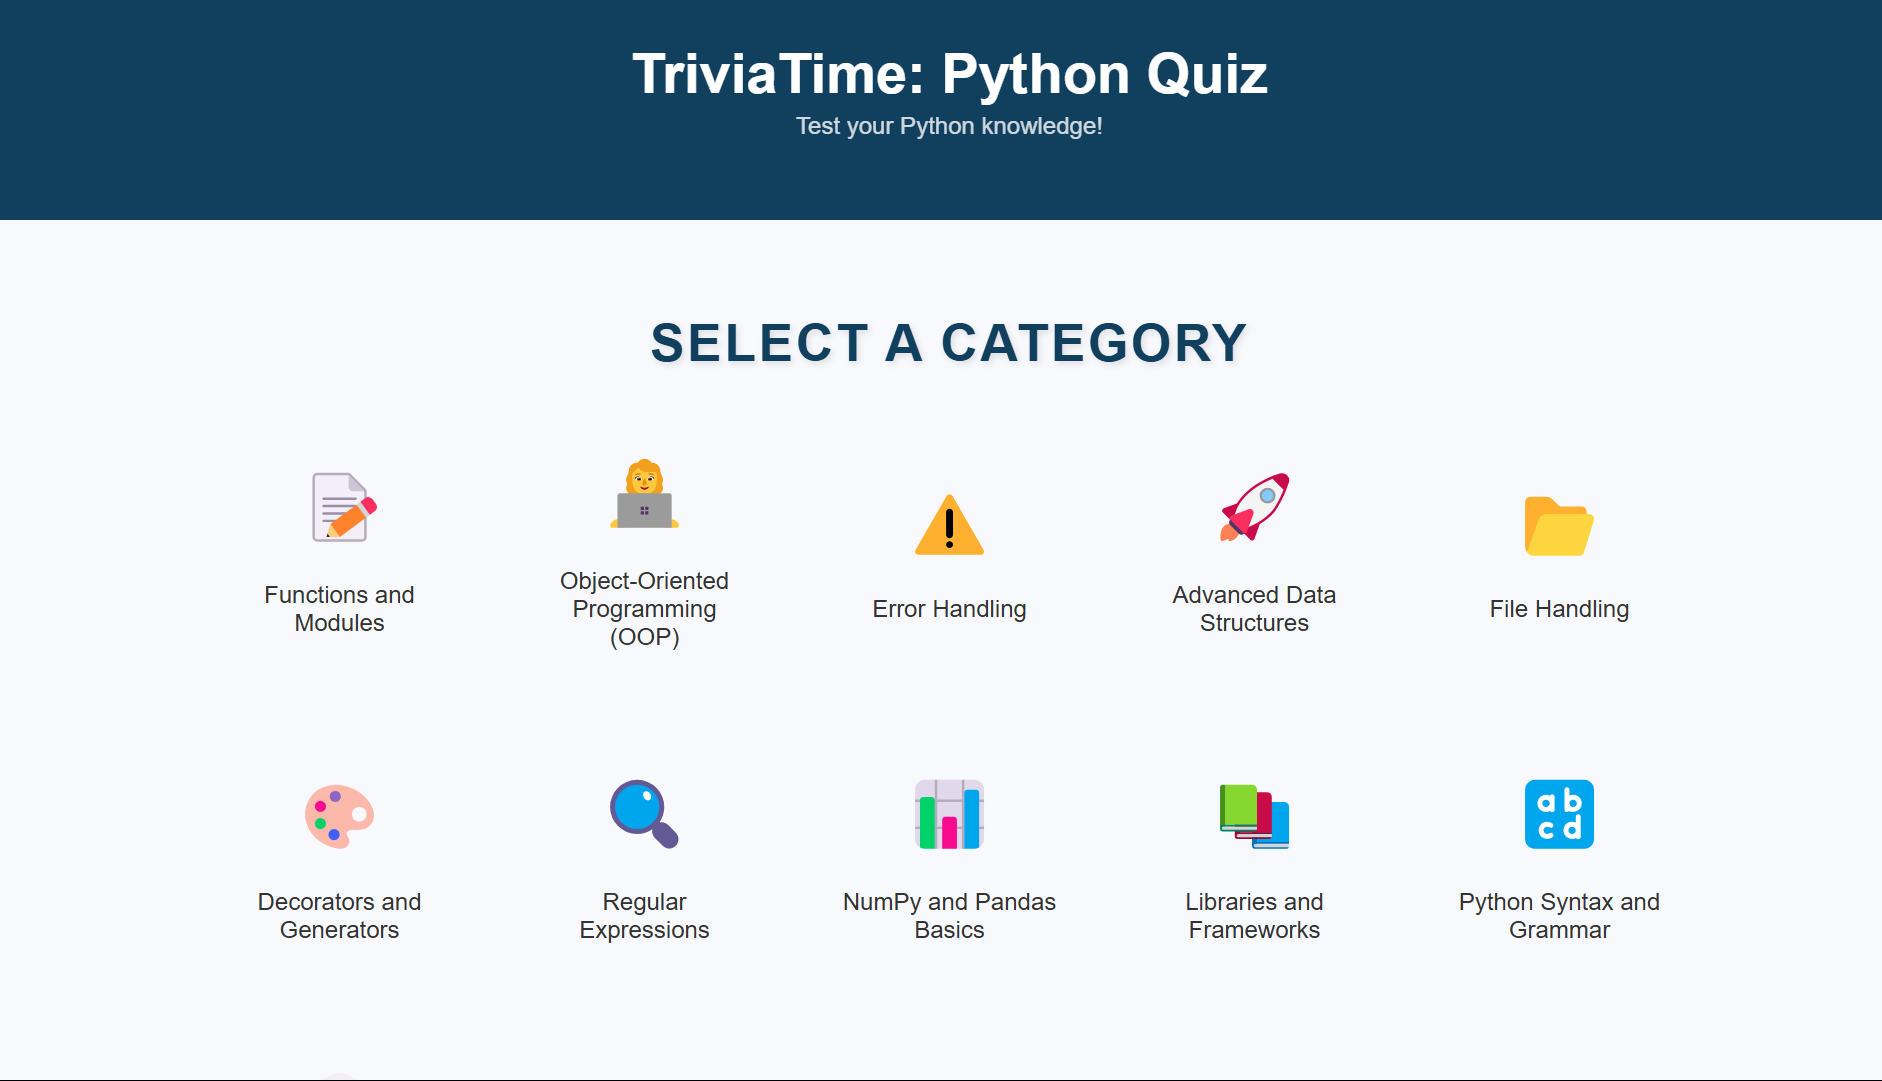 TriviaTime: Python Quiz
Test your Python knowledge!
SELECT A CATEGORY
Functions and
Modules
Object-Oriented
Programming
(OOP)
Error Handling
Advanced Data
Structures
File Handling
Decorators and
Generators
Regular
Expressions
NumPy and Pandas
Basics
Libraries and
Frameworks
abcd
Python Syntax and
Grammar